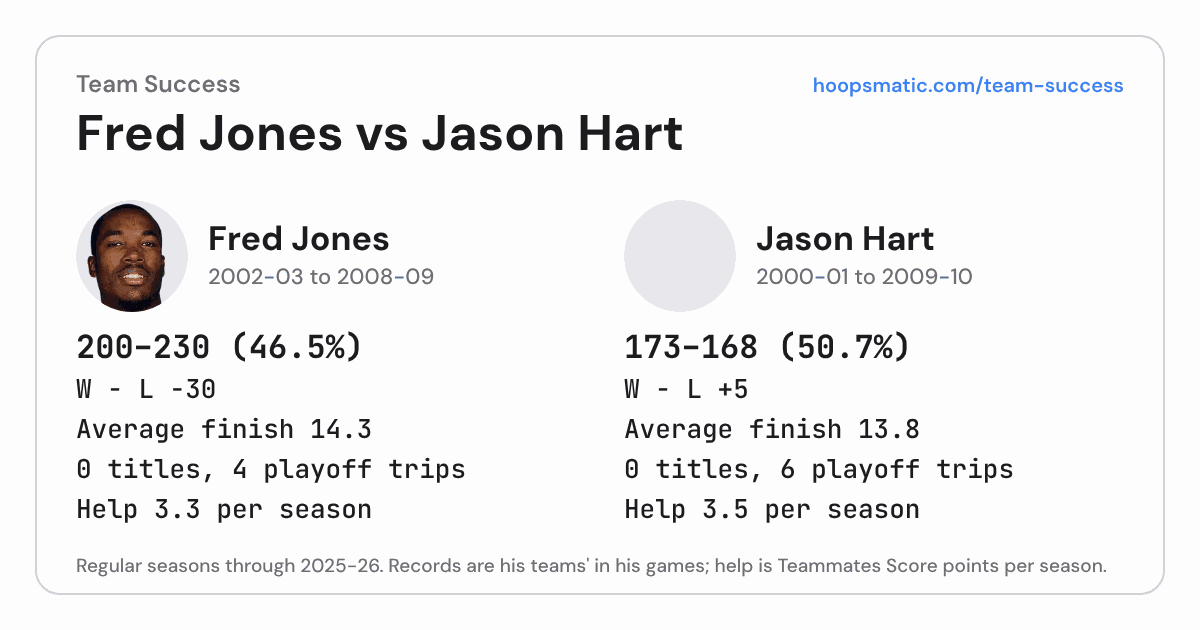 Team Success
hoopsmatic.com/team-success
Fred Jones vs Jason Hart
Fred Jones
2002-03 to 2008-09
200-230 (46.5%)
W - L -30
Average finish 14.3
0 titles, 4 playoff trips
Help 3.3 per season
Jason Hart
2000-01 to 2009-10
173-168 (50.7%)
W - L +5
Average finish 13.8
0 titles, 6 playoff trips
Help 3.5 per season
Regular seasons through 2025-26. Records are his teams' in his games; help is Teammates Score points per season.